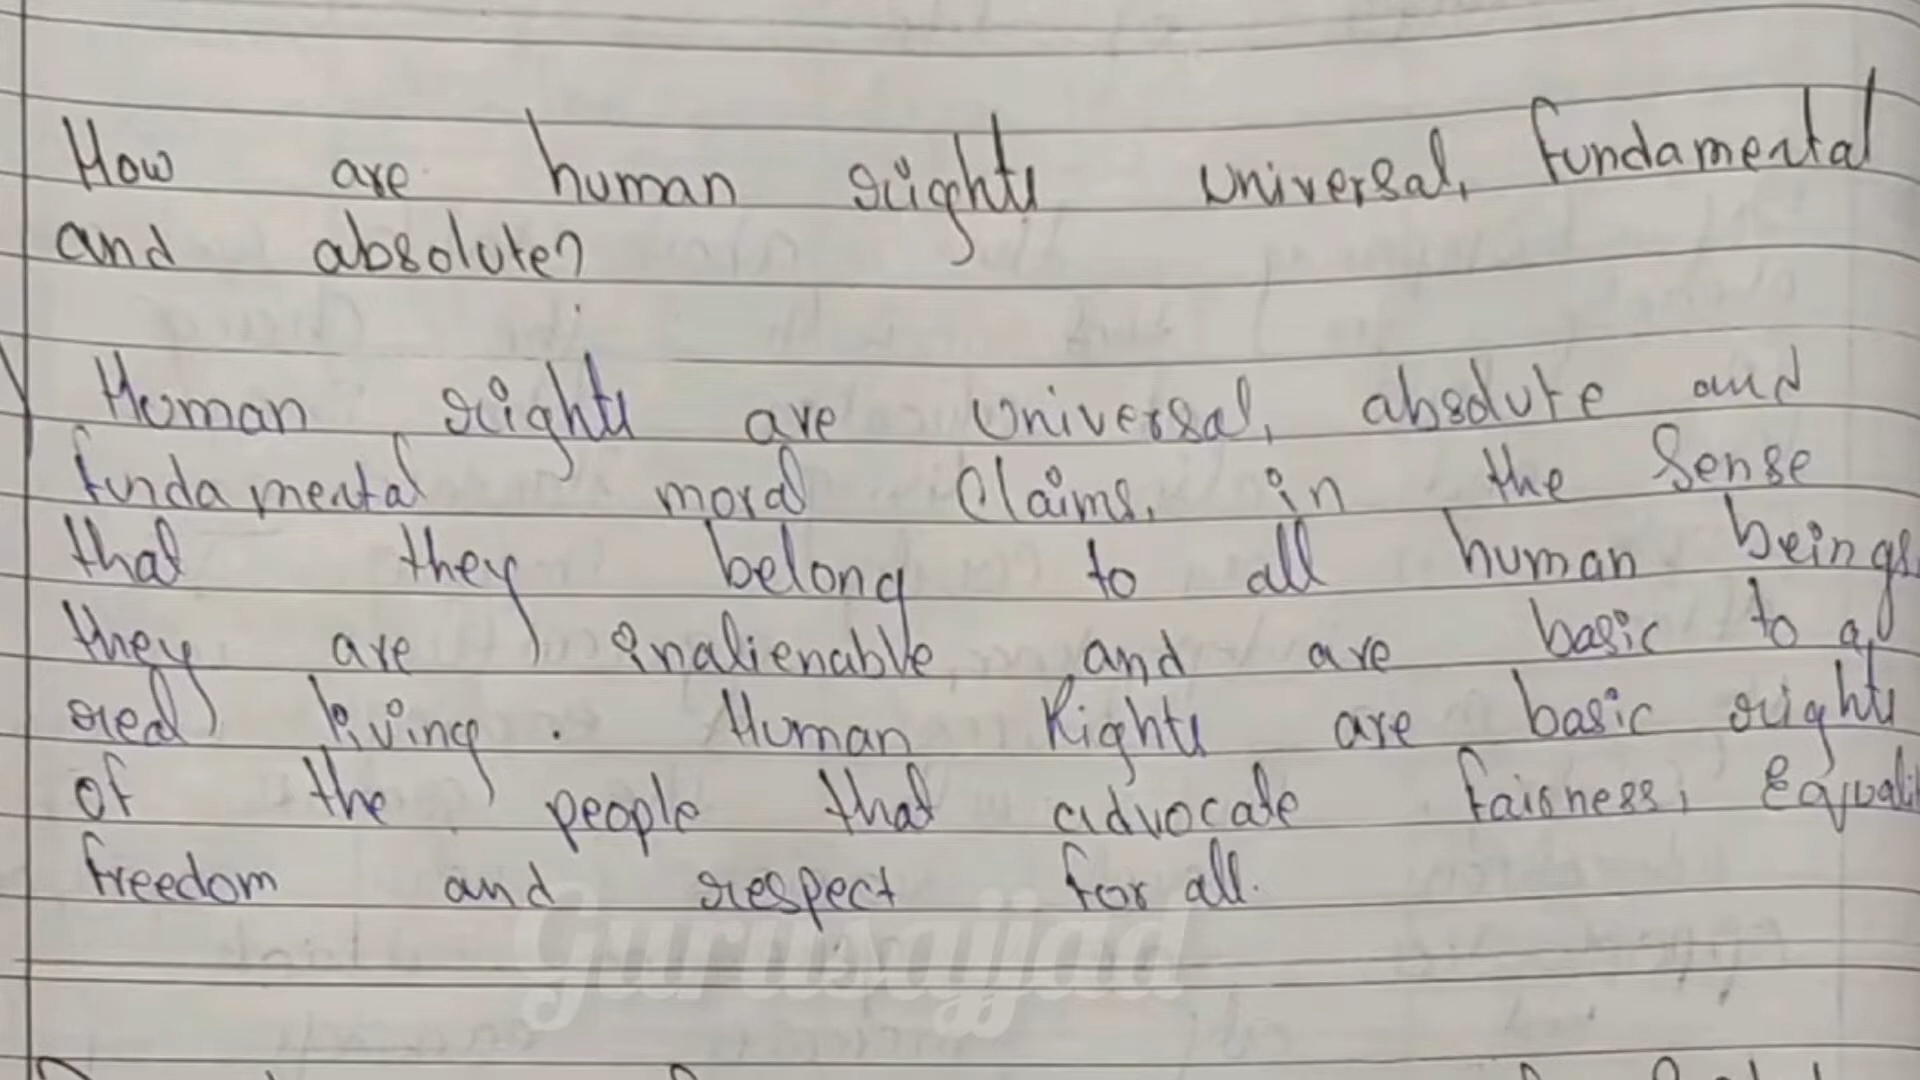 How are human rights universal, fundamental
and absolute?
Human rights are universal, absolute and
fundamental moral claims, in the sense
that they belong to all human beings
they are inalienable and are basic to a
real living. Human Rights are basic rights
of the people that advocate fairness, Equali
freedom and respect for all.
Gurusajjad